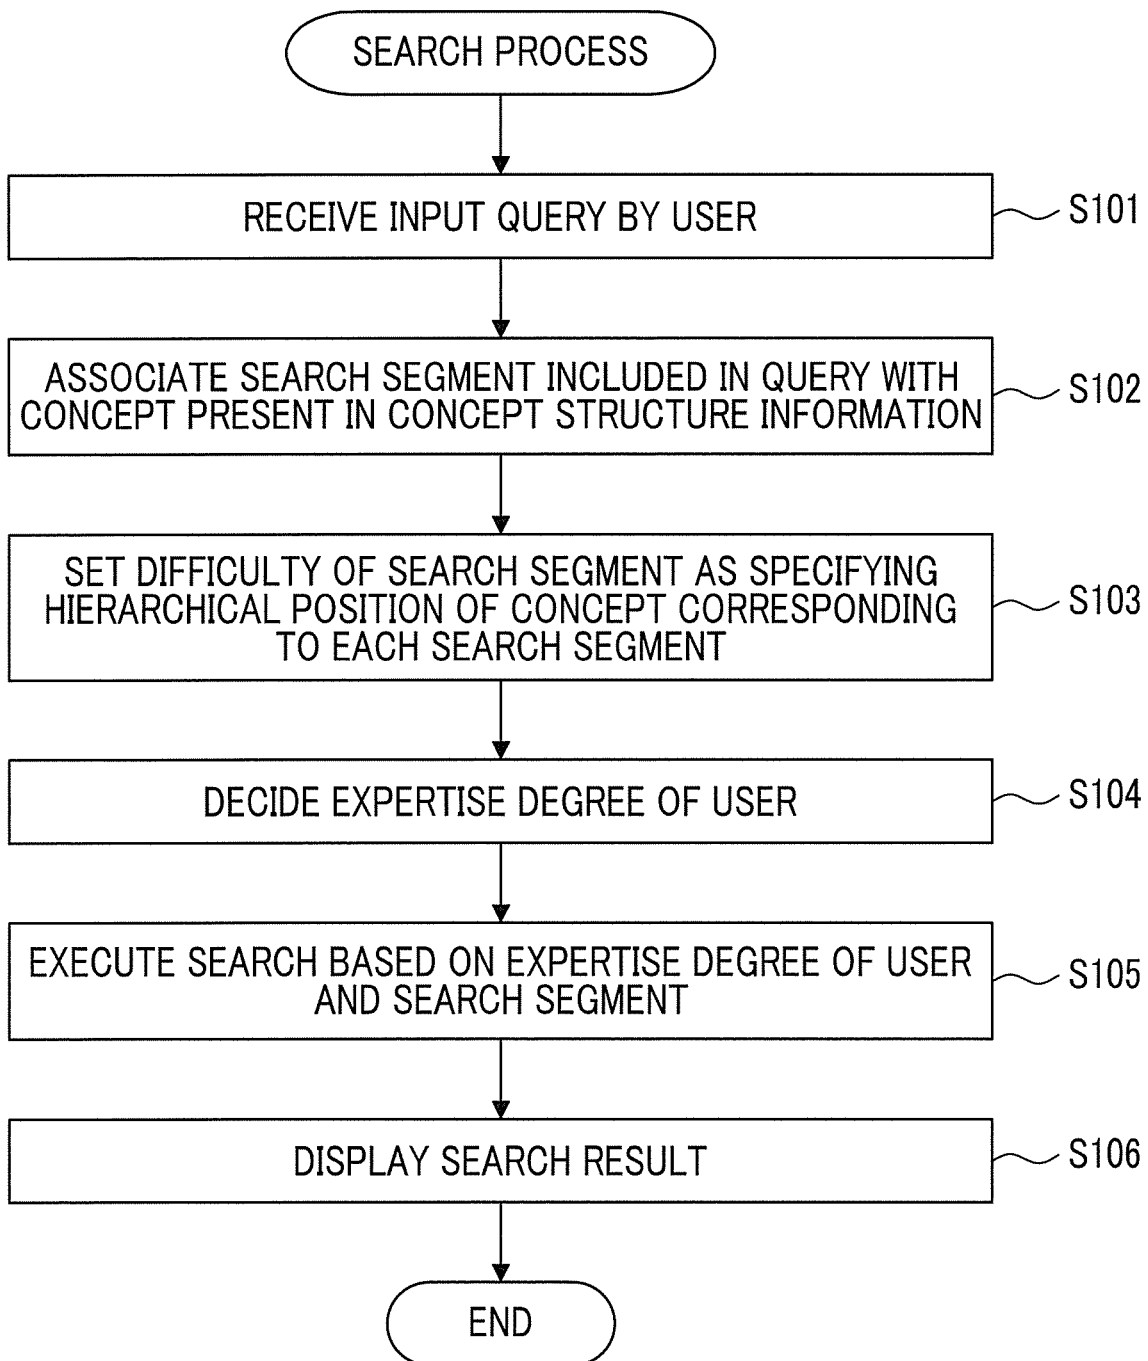 SEARCH PROCESS
RECEIVE INPUT QUERY BY USER
S101
ASSOCIATE SEARCH SEGMENT INCLUDED IN QUERY WITH
CONCEPT PRESENT IN CONCEPT STRUCTURE INFORMATION
S102
SET DIFFICULTY OF SEARCH SEGMENT AS SPECIFYING
HIERARCHICAL POSITION OF CONCEPT CORRESPONDING
TO EACH SEARCH SEGMENT
S103
DECIDE EXPERTISE DEGREE OF USER
S104
EXECUTE SEARCH BASED ON EXPERTISE DEGREE OF USER
AND SEARCH SEGMENT
S105
DISPLAY SEARCH RESULT
S106
END